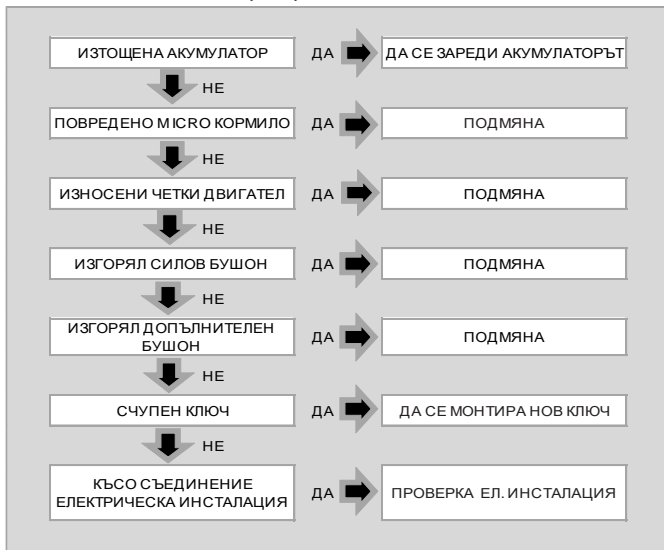 ИЗТОЩЕНА АКУМУЛАТОР ДА ДА СЕ ЗАРЕДИ АКУМУЛАТОРЪТ
НЕ
ПОВРЕДЕНО MICRO КОРМИЛО ДА ПОДМЯНА
НЕ
ИЗНОСЕНИ ЧЕТКИ ДВИГАТЕЛ ДА ПОДМЯНА
НЕ
ИЗГОРЯЛ СИЛОВ БУШОН ДА ПОДМЯНА
НЕ
ИЗГОРЯЛ ДОПЪЛНИТЕЛЕН
БУШОН ДА ПОДМЯНА
НЕ
СЧУПЕН КЛЮЧ ДА ДА СЕ МОНТИРА НОВ КЛЮЧ
НЕ
КЪСО СЪЕДИНЕНИЕ
ЕЛЕКТРИЧЕСКА ИНСТАЛАЦИЯ ДА ПРОВЕРКА ЕЛ. ИНСТАЛАЦИЯ